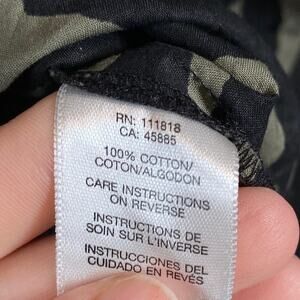 RN: 111818
CA: 45885
100% COTTON/
COTON/ALGODON
CARE INSTRUCTIONS
ON REVERSE
INSTRUCTIONS DE
SOIN SUR L'INVERSE
INSTRUCCIONES DEL
CUIDADO EN REVÉS